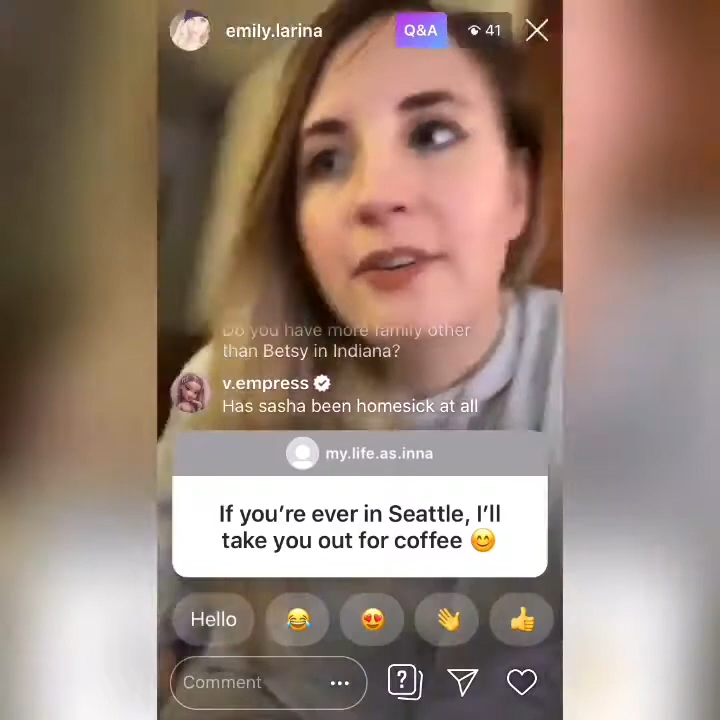 emily.larina
Q&A
41
Do you have more family other
than Betsy in Indiana?
v.empress
Has sasha been homesick at all
my.life.as.inna
If you're ever in Seattle, I'll
take you out for coffee 😊
Hello
Comment